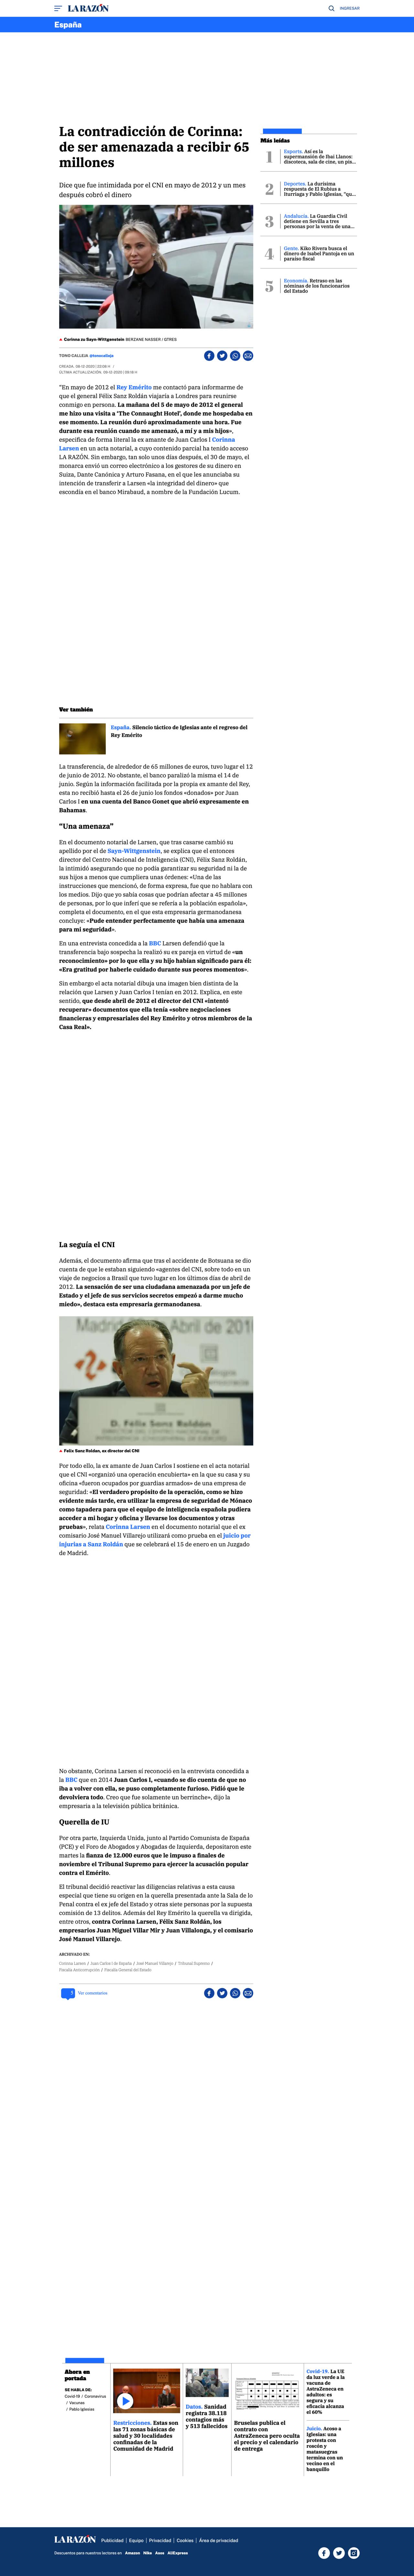 LA RAZÓN
INGRESAR
España
La contradicción de Corinna:
de ser amenazada a recibir 65
millones
Dice que fue intimidada por el CNI en mayo de 2012 y un mes
después cobró el dinero
Corinna zu Sayn-Wittgenstein BERZANE NASSER / GTRES
TONO CALLEJA @tonocalleja
"En mayo de 2012 el Rey Emérito me contactó para informarme de
que el general Félix Sanz Roldán viajaría a Londres para reunirse
conmigo en persona. La mañana del 5 de mayo de 2012 el general
me hizo una visita a 'The Connaught Hotel', donde me hospedaba en
ese momento. La reunión duró aproximadamente una hora. Fue
durante esa reunión cuando me amenazó, a mí y a mis hijos»,
especifica de forma literal la ex amante de Juan Carlos I Corinna
Larsen en un acta notarial, a cuyo contenido parcial ha tenido acceso
LA RAZÓN. Sin embargo, tan solo unos días después, el 30 de mayo, el
monarca envió un correo electrónico a los gestores de su dinero en
Suiza, Dante Canónica y Arturo Fasana, en el que les anunciaba su
intención de transferir a Larsen «la integridad del dinero» que
escondía en el banco Mirabaud, a nombre de la Fundación Lucum.
Ver también
España. Silencio táctico de Iglesias ante el regreso del
Rey Emérito
La transferencia, de alrededor de 65 millones de euros, tuvo lugar el 12
de junio de 2012. No obstante, el banco paralizó la misma el 14 de
junio. Según la información facilitada por la propia ex amante del Rey,
esta no recibió hasta el 26 de junio los fondos «donados» por Juan
Carlos I en una cuenta del Banco Gonet que abrió expresamente en
Bahamas.
"Una amenaza"
En el documento notarial de Larsen, que tras casarse cambió su
apellido por el de Sayn-Wittgenstein, se explica que el entonces
director del Centro Nacional de Inteligencia (CNI), Félix Sanz Roldán,
la intimidó asegurando que no podía garantizar su seguridad ni la de
sus hijos a menos que cumpliera unas órdenes: «Una de las
instrucciones que mencionó, de manera expresa, fue que no hablara con
los medios. Dijo que si algo aparecía en los medios, «ellos» vendrían
a por mí, por lo que inferí que se refería a la población española»,
completa el documento, en el que esta empresaria germanodanesa
concluye: «Pude entender perfectamente que había una amenaza
para mi seguridad».
En una entrevista concedida a la BBC Larsen defendió que la
transferencia bajo sospecha la realizó su ex pareja en virtud de «un
reconocimiento» por lo que ella y su hijo habían significado para él:
«Era gratitud por haberle cuidado durante sus peores momentos».
Sin embargo el acta notarial dibuja una imagen bien distinta de la
relación que Larsen y Juan Carlos I tenían en 2012. Explica, en este
sentido, que desde abril de 2012 el director del CNI «intentó
recuperar» documentos que ella tenía «sobre negociaciones
financieras y empresariales del Rey Emérito y otros miembros de la
Casa Real».
La seguía el CNI
Además, el documento afirma que tras el accidente de Botsuana se dio
cuenta de que le estaban siguiendo «agentes del CNI, sobre todo en un
viaje de negocios a Brasil que tuvo lugar en los últimos días de abril de
2012. La sensación de ser una ciudadana amenazada por un jefe de
Estado y el jefe de sus servicios secretos empezó a darme mucho
miedo», destaca esta empresaria germanodanesa.
Felix Sanz Roldan, ex director del CNI
Por todo ello, la ex amante de Juan Carlos I sostiene en el acta notarial
que el CNI «organizó una operación encubierta» en la que su casa y su
oficina «fueron ocupados por guardias armados» de una empresa de
seguridad: «El verdadero propósito de la operación, como se hizo
evidente más tarde, era utilizar la empresa de seguridad de Mónaco
como tapadera para que el equipo de inteligencia española pudiera
acceder a mi hogar y oficina y llevarse los documentos y otras
pruebas», relata Corinna Larsen en el documento notarial que el ex
comisario José Manuel Villarejo utilizará como prueba en el juicio por
injurias a Sanz Roldán que se celebrará el 15 de enero en un Juzgado
de Madrid.
No obstante, Corinna Larsen sí reconoció en la entrevista concedida a
la BBC que en 2014 Juan Carlos I, «cuando se dio cuenta de que no
iba a volver con ella, se puso completamente furioso. Pidió que le
devolviera todo. Creo que fue solamente un berrinche», dijo la
empresaria a la televisión pública británica.
Querella de IU
Por otra parte, Izquierda Unida, junto al Partido Comunista de España
(PCE) y el Foro de Abogados y Abogadas de Izquierda, depositaron este
martes la fianza de 12.000 euros que le impuso a finales de
noviembre el Tribunal Supremo para ejercer la acusación popular
contra el Emérito.
El tribunal decidió reactivar las diligencias relativas a esta causa
especial que tiene su origen en la querella presentada ante la Sala de lo
Penal contra el ex jefe de Estado y otras siete personas por la supuesta
comisión de 13 delitos. Además del Rey Emérito la querella va dirigida,
entre otros, contra Corinna Larsen, Félix Sanz Roldán, los
empresarios Juan Miguel Villar Mir y Juan Villalonga, y el comisario
José Manuel Villarejo.
ARCHIVADO EN:
Corinna Larsen / Juan Carlos I de España / José Manuel Villarejo / Tribunal Supremo /
Fiscalía Anticorrupción / Fiscalía General del Estado
Ver comentarios
Más leídas
1
Esports. Así es la
supermansión de Ibai Llanos:
discoteca, sala de cine, un pis...
2
Deportes. La durísima
respuesta de El Rubius a
Iturriaga y Pablo Iglesias, "qu...
3
Andalucía. La Guardia Civil
detiene en Sevilla a tres
personas por la venta de una...
4
Gente. Kiko Rivera busca el
dinero de Isabel Pantoja en un
paraíso fiscal
5
Economía. Retraso en las
nóminas de los funcionarios
del Estado
Ahora en
portada
SE HABLA DE:
Covid-19 / Coronavirus
/ Vacunas
/ Pablo Iglesias
Restricciones. Estas son
las 71 zonas básicas de
salud y 30 localidades
confinadas de la
Comunidad de Madrid
Datos. Sanidad
registra 38.118
contagios más
y 513 fallecidos
Bruselas publica el
contrato con
AstraZeneca pero oculta
el precio y el calendario
de entrega
Covid-19. La UE
da luz verde a la
vacuna de
AstraZeneca en
adultos: es
segura y su
eficacia alcanza
el 60%
Juicio. Acoso a
Iglesias: una
protesta con
roscón y
matasuegras
termina con un
vecino en el
banquillo
LA RAZÓN
Publicidad | Equipo | Privacidad | Cookies | Área de privacidad
Descuentos para nuestros lectores en Amazon Nike Asos AliExpress